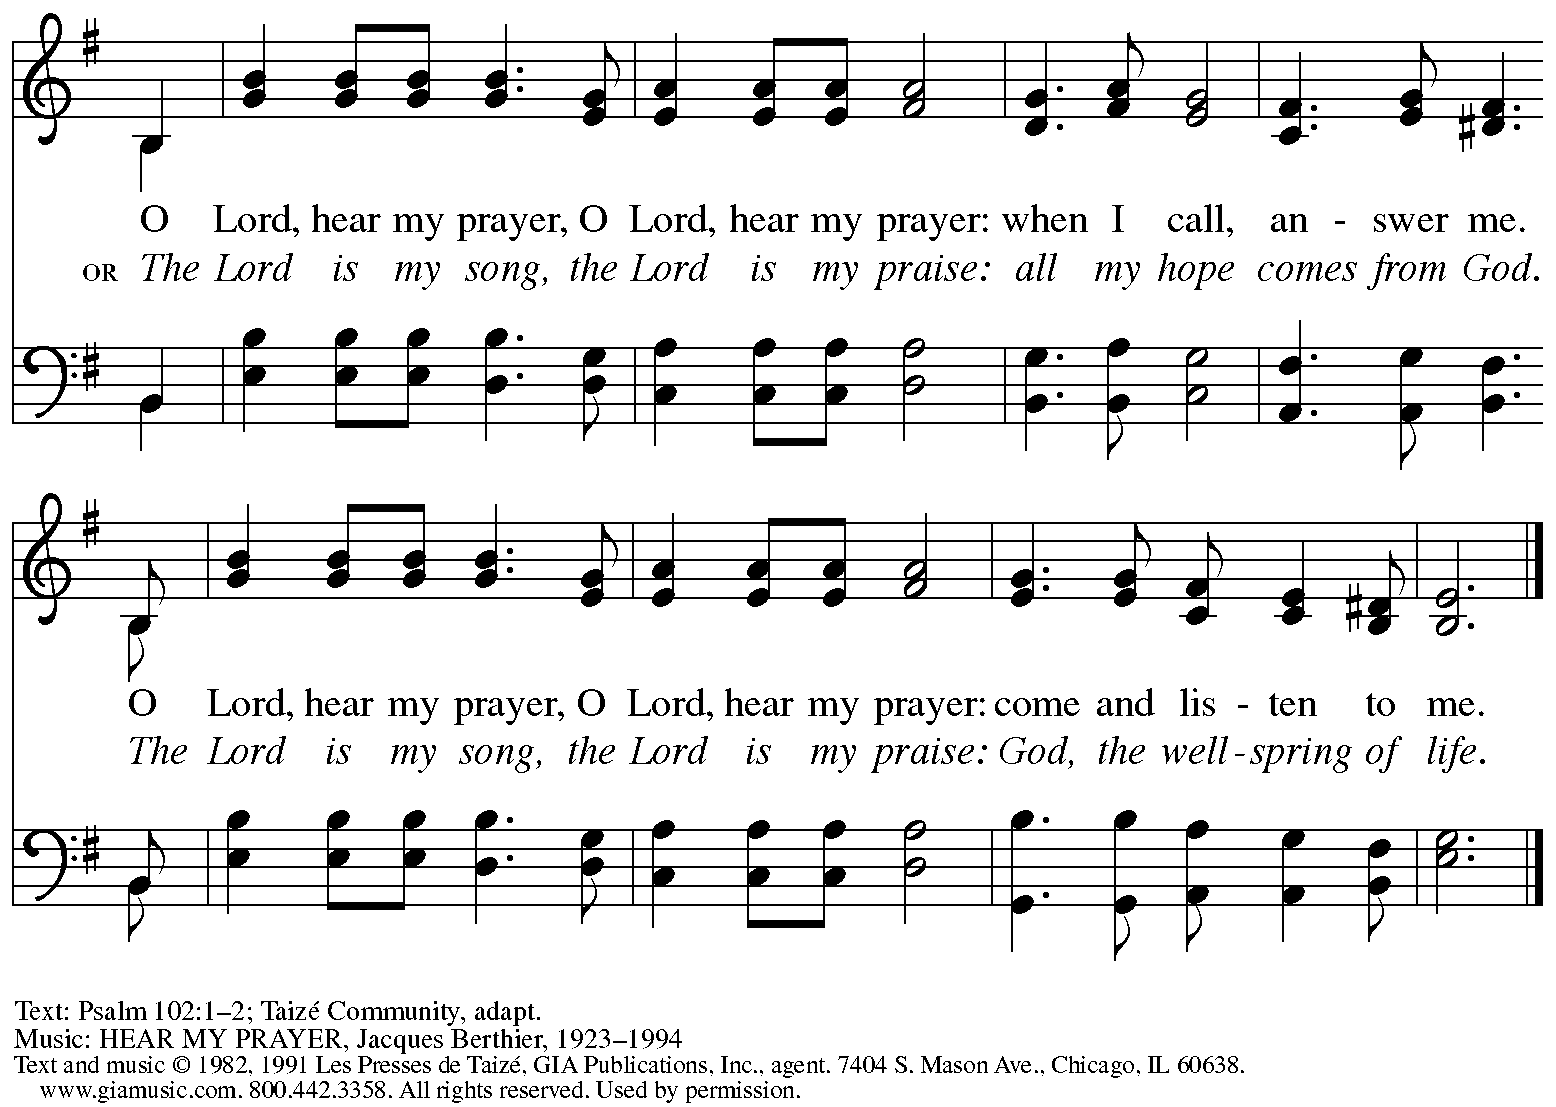 O Lord, hear my prayer, O Lord, hear my prayer: when I call, an - swer me.
OR The Lord is my song, the Lord is my praise: all my hope comes from God.
O Lord, hear my prayer, O Lord, hear my prayer: come and lis - ten to me.
The Lord is my song, the Lord is my praise: God, the well - spring of life.
Text: Psalm 102:1–2; Taizé Community, adapt.
Music: HEAR MY PRAYER, Jacques Berthier, 1923–1994
Text and music © 1982, 1991 Les Presses de Taizé, GIA Publications, Inc., agent. 7404 S. Mason Ave., Chicago, IL 60638.
www.giamusic.com. 800.442.3358. All rights reserved. Used by permission.